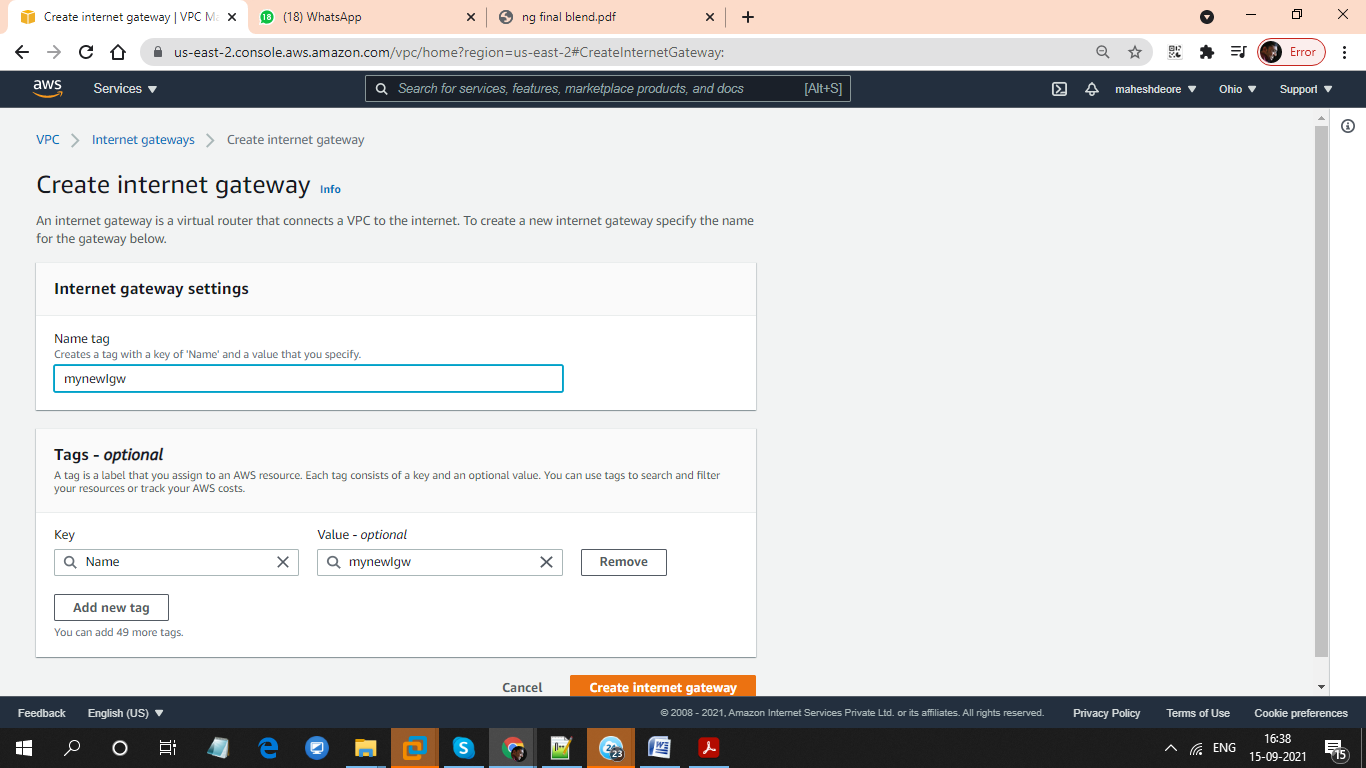 Create internet gateway | VPC Ma
(18) WhatsApp
ng final blend.pdf
us-east-2.console.aws.amazon.com/vpc/home?region=us-east-2#CreateInternetGateway:
Error
aws
Services
Search for services, features, marketplace products, and docs
[Alt+S]
maheshdeore
Ohio
Support
VPC
Internet gateways
Create internet gateway
Create internet gateway Info
An internet gateway is a virtual router that connects a VPC to the internet. To create a new internet gateway specify the name
for the gateway below.
Internet gateway settings
Name tag
Creates a tag with a key of 'Name' and a value that you specify.
mynewIgw
Tags - optional
A tag is a label that you assign to an AWS resource. Each tag consists of a key and an optional value. You can use tags to search and filter
your resources or track your AWS costs.
Key
Value - optional
Name
mynewIgw
Remove
Add new tag
You can add 49 more tags.
Cancel
Create internet gateway
Feedback
English (US)
© 2008 - 2021, Amazon Internet Services Private Ltd. or its affiliates. All rights reserved.
Privacy Policy
Terms of Use
Cookie preferences
ENG
16:38
15-09-2021
15